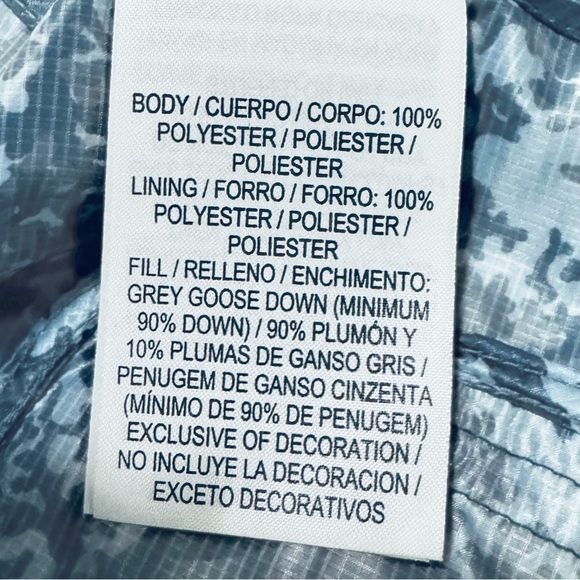 BODY / CUERPO / CORPO: 100%
POLYESTER / POLIESTER /
POLIESTER
LINING / FORRO / FORRO: 100%
POLYESTER / POLIESTER /
POLIESTER
FILL / RELLENO / ENCHIMENTO:
GREY GOOSE DOWN (MINIMUM
90% DOWN) / 90% PLUMÓN Y
10% PLUMAS DE GANSO GRIS /
PENUGEM DE GANSO CINZENTA
(MÍNIMO DE 90% DE PENUGEM)
EXCLUSIVE OF DECORATION /
NO INCLUYE LA DECORACION /
EXCETO DECORATIVOS